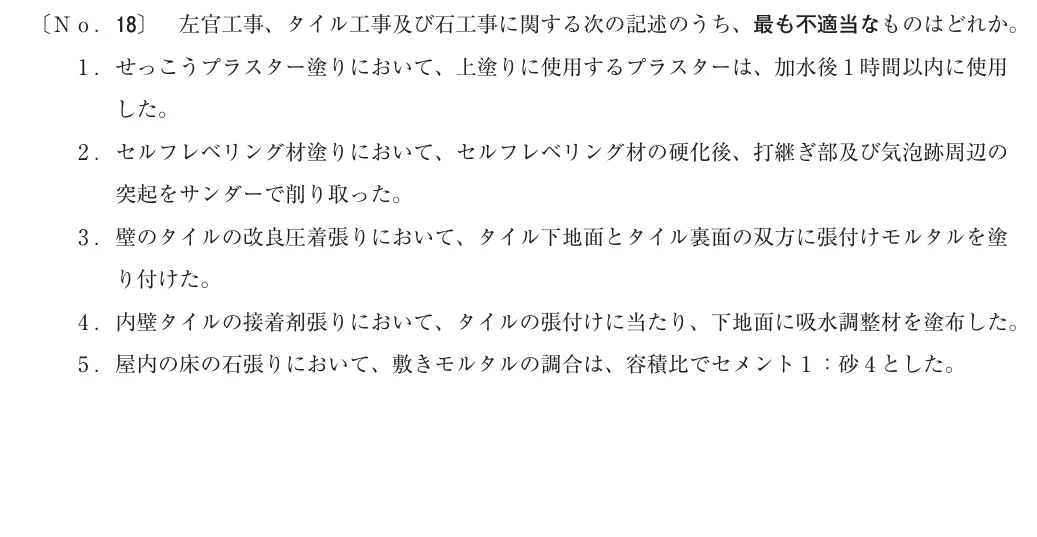 〔Ｎｏ．18〕　左官工事、タイル工事及び石工事に関する次の記述のうち、最も不適当なものはどれか。
１．せっこうプラスター塗りにおいて、上塗りに使用するプラスターは、加水後１時間以内に使用
した。
２．セルフレベリング材塗りにおいて、セルフレベリング材の硬化後、打継ぎ部及び気泡跡周辺の
突起をサンダーで削り取った。
３．壁のタイルの改良圧着張りにおいて、タイル下地面とタイル裏面の双方に張付けモルタルを塗
り付けた。
４．内壁タイルの接着剤張りにおいて、タイルの張付けに当たり、下地面に吸水調整材を塗布した。
５．屋内の床の石張りにおいて、敷きモルタルの調合は、容積比でセメント１：砂４とした。